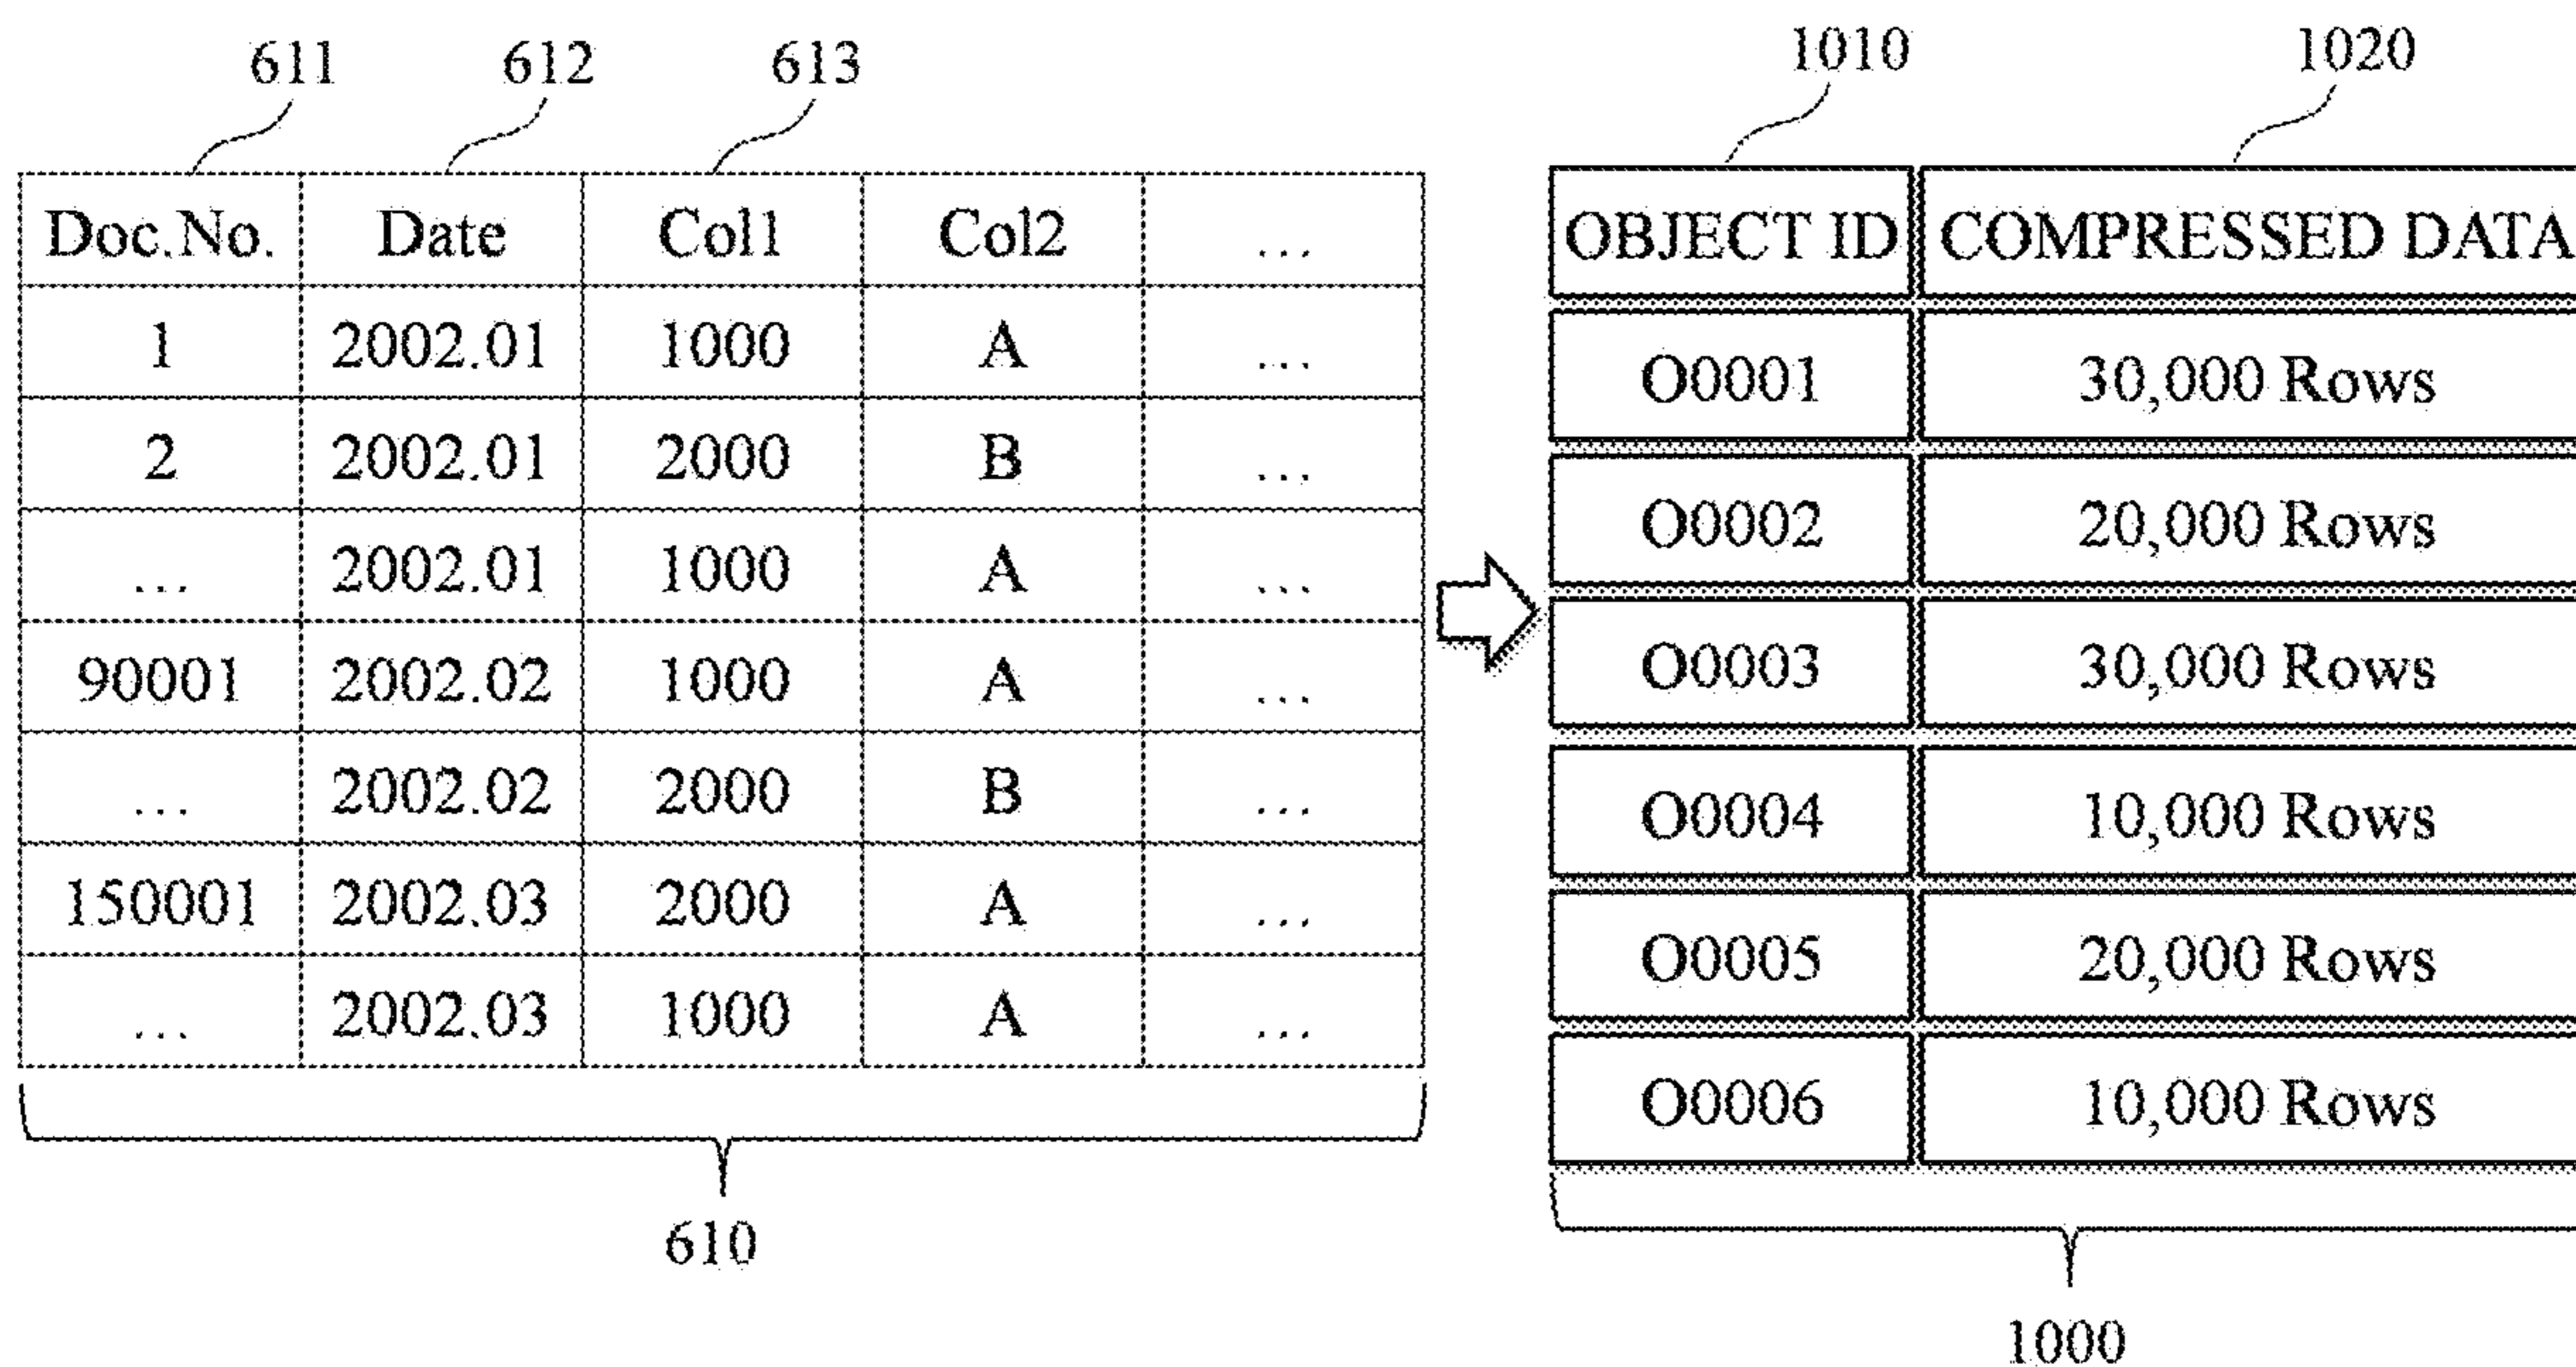 611 612 613
Doc.No. Date Col1 Col2 ...
1 2002.01 1000 A ...
2 2002.01 2000 B ...
... 2002.01 1000 A ...
90001 2002.02 1000 A ...
... 2002.02 2000 B ...
150001 2002.03 2000 A ...
... 2002.03 1000 A ...
610
1010 1020
OBJECT ID COMPRESSED DATA
O0001 30,000 Rows
O0002 20,000 Rows
O0003 30,000 Rows
O0004 10,000 Rows
O0005 20,000 Rows
O0006 10,000 Rows
1000